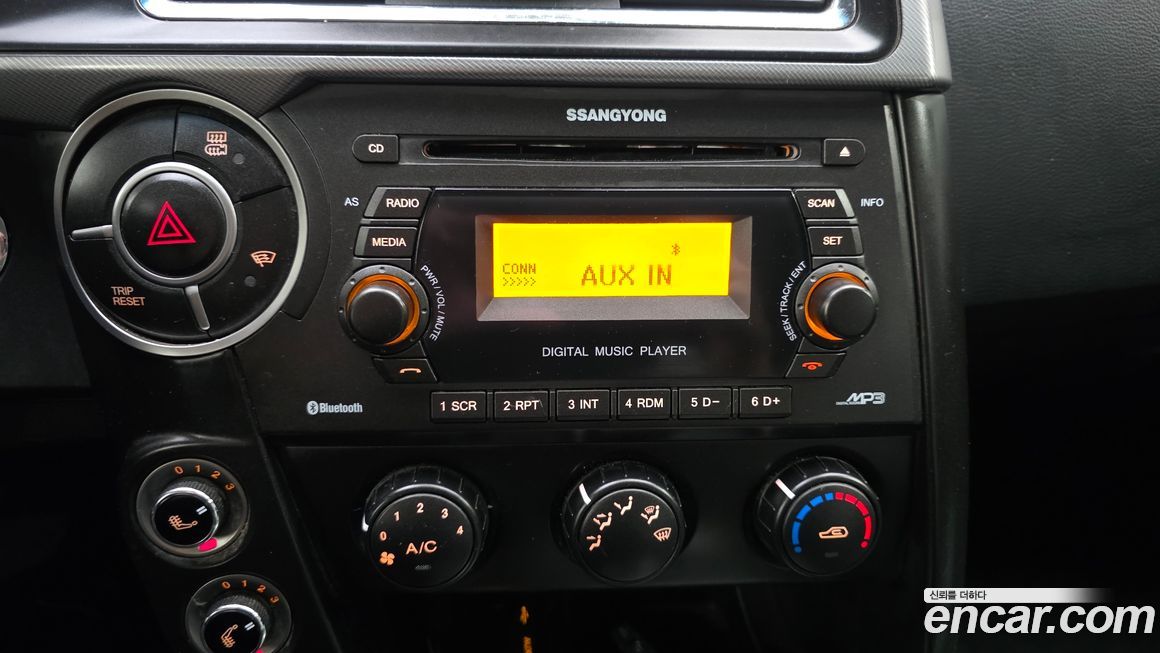 SSANGYONG
CD
AS
RADIO
SCAN
INFO
MEDIA
SET
CONN
>>>>>
AUX IN
PWR/VOL/MUTE
SEEK/TRACK/ENT
TRIP
RESET
DIGITAL MUSIC PLAYER
Bluetooth
1 SCR
2 RPT
3 INT
4 RDM
5 D-
6 D+
MP3
0 1 2 3
0 1 2 3 4
A/C
0 1 2 3
신뢰를 더하다
encar.com